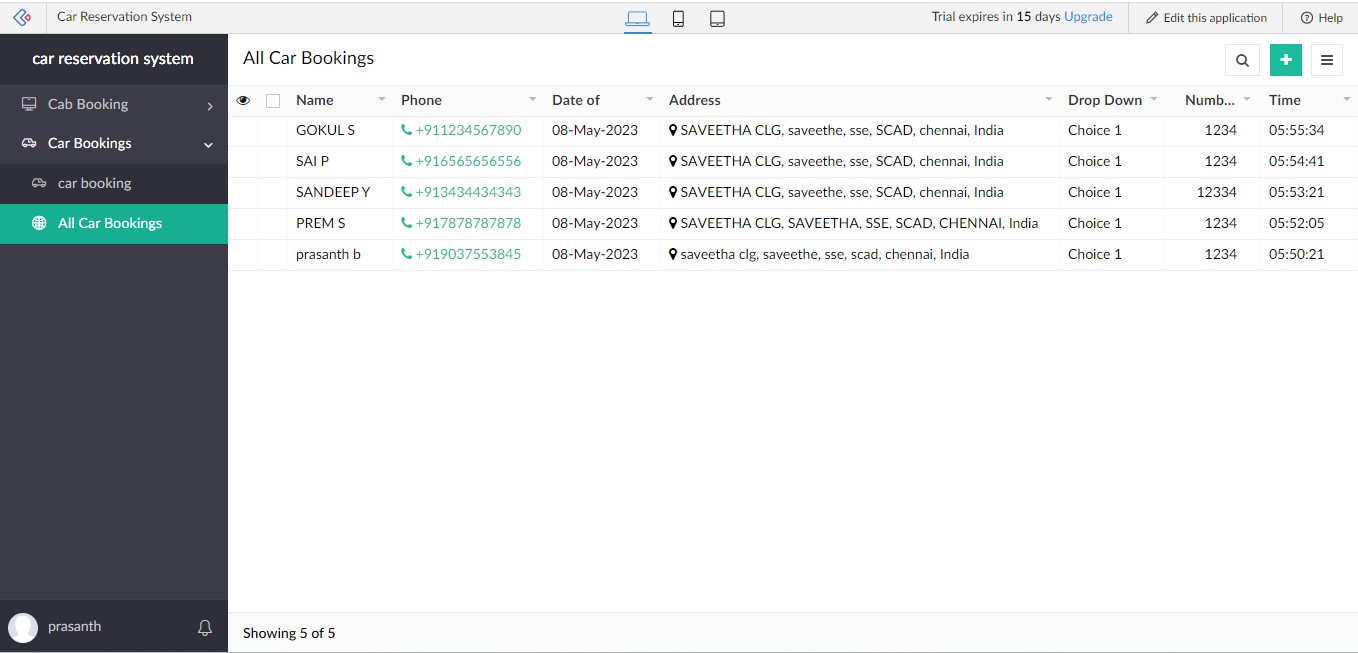 Car Reservation System
Trial expires in 15 days Upgrade
Edit this application
Help
car reservation system
Cab Booking
Car Bookings
car booking
All Car Bookings
prasanth
All Car Bookings
Name Phone Date of Address Drop Down Numb... Time
GOKUL S +911234567890 08-May-2023 SAVEETHA CLG, saveethe, sse, SCAD, chennai, India Choice 1 1234 05:55:34
SAI P +916565656556 08-May-2023 SAVEETHA CLG, saveethe, sse, SCAD, chennai, India Choice 1 1234 05:54:41
SANDEEP Y +913434434343 08-May-2023 SAVEETHA CLG, saveethe, sse, SCAD, chennai, India Choice 1 12334 05:53:21
PREM S +917878787878 08-May-2023 SAVEETHA CLG, SAVEETHA, SSE, SCAD, CHENNAI, India Choice 1 1234 05:52:05
prasanth b +919037553845 08-May-2023 saveetha clg, saveethe, sse, scad, chennai, India Choice 1 1234 05:50:21
Showing 5 of 5